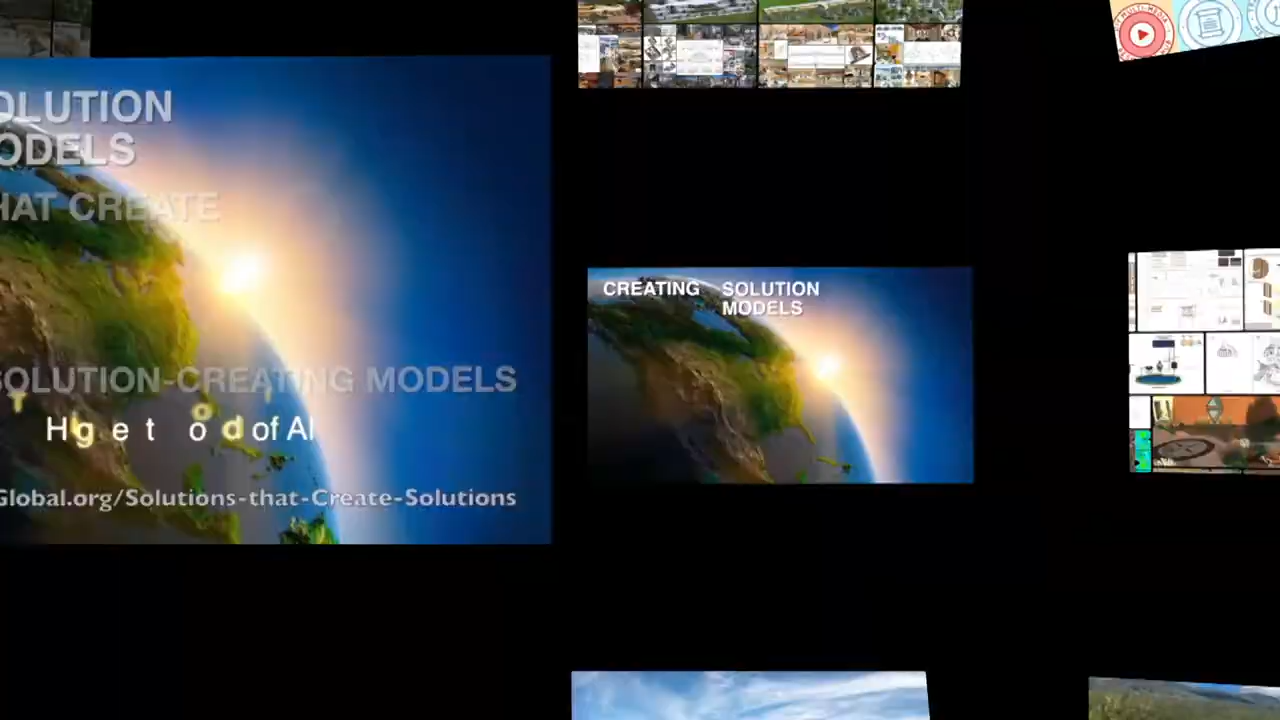 OLUTION
ODELS
HAT CREATE
SOLUTION-CREATING MODELS
H g e t o d of Al
Global.org/Solutions-that-Create-Solutions
CREATING SOLUTION
MODELS